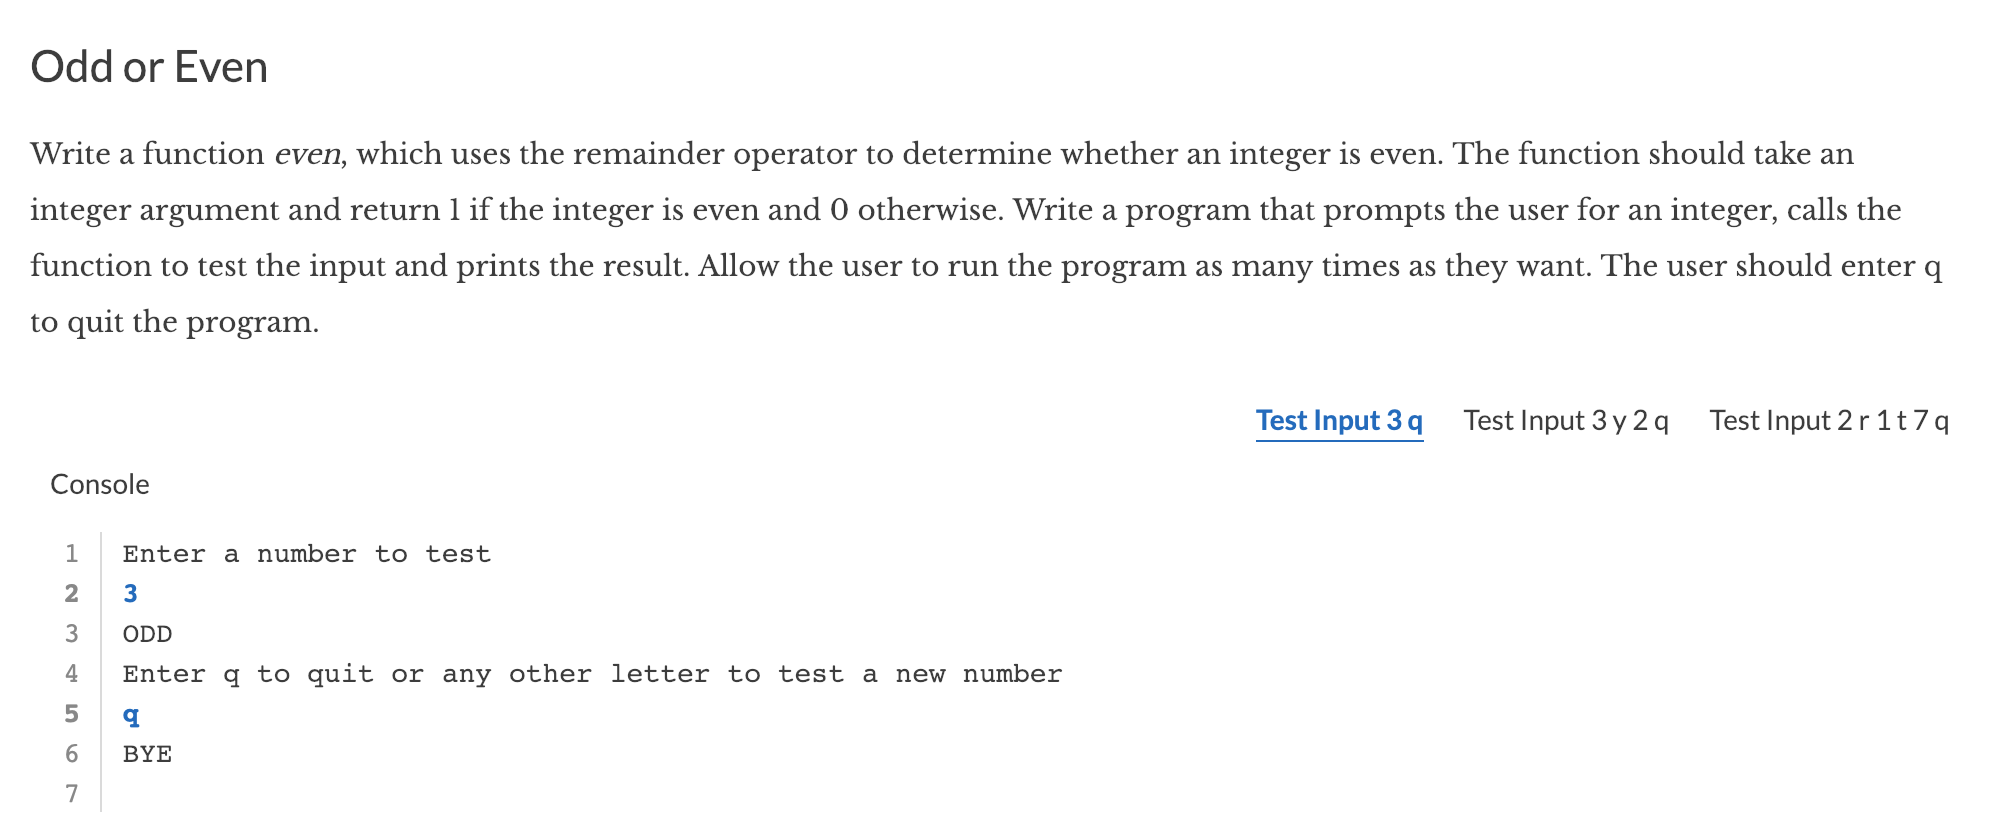 Odd or Even
Write a function even, which uses the remainder operator to determine whether an integer is even. The function should take an
integer argument and return 1 if the integer is even and 0 otherwise. Write a program that prompts the user for an integer, calls the
function to test the input and prints the result. Allow the user to run the program as many times as they want. The user should enter q
to quit the program.
Test Input 3 q Test Input 3 y 2 q Test Input 2 r 1 t 7 q
Console
1 Enter a number to test
2 3
3 ODD
4 Enter q to quit or any other letter to test a new number
5 q
6 BYE
7